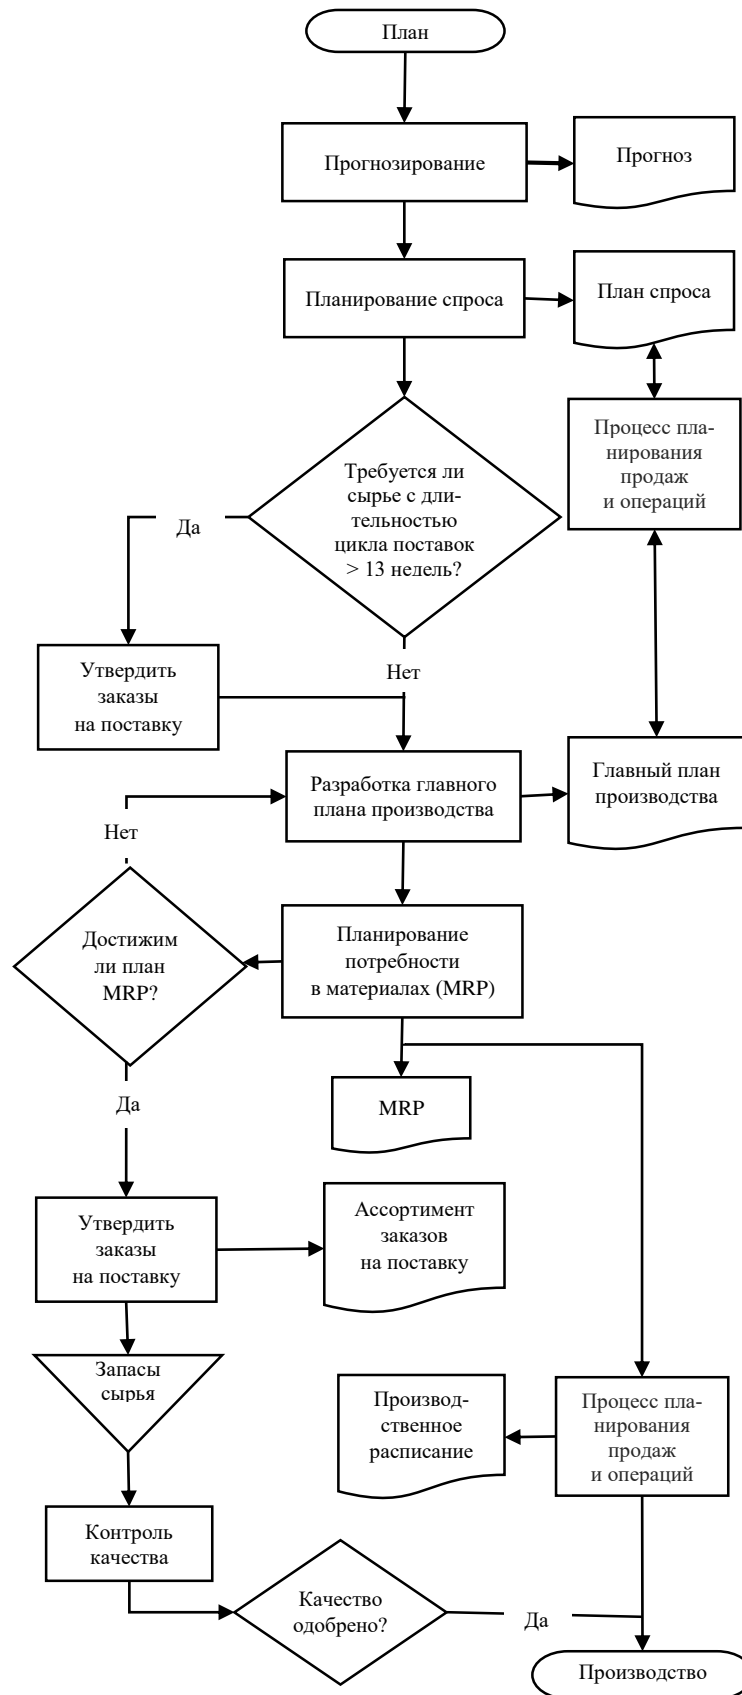 План
Прогнозирование
Прогноз
Планирование спроса
План спроса
Процесс пла-
нирования
продаж
и операций
Требуется ли
сырье с дли-
тельностью
цикла поставок
> 13 недель?
Да
Нет
Утвердить
заказы
на поставку
Разработка главного
плана производства
Главный план
производства
Нет
Достижим
ли план
MRP?
Планирование
потребности
в материалах (MRP)
Да
MRP
Утвердить
заказы
на поставку
Ассортимент
заказов
на поставку
Запасы
сырья
Производ-
ственное
расписание
Процесс пла-
нирования
продаж
и операций
Контроль
качества
Качество
одобрено?
Да
Производство